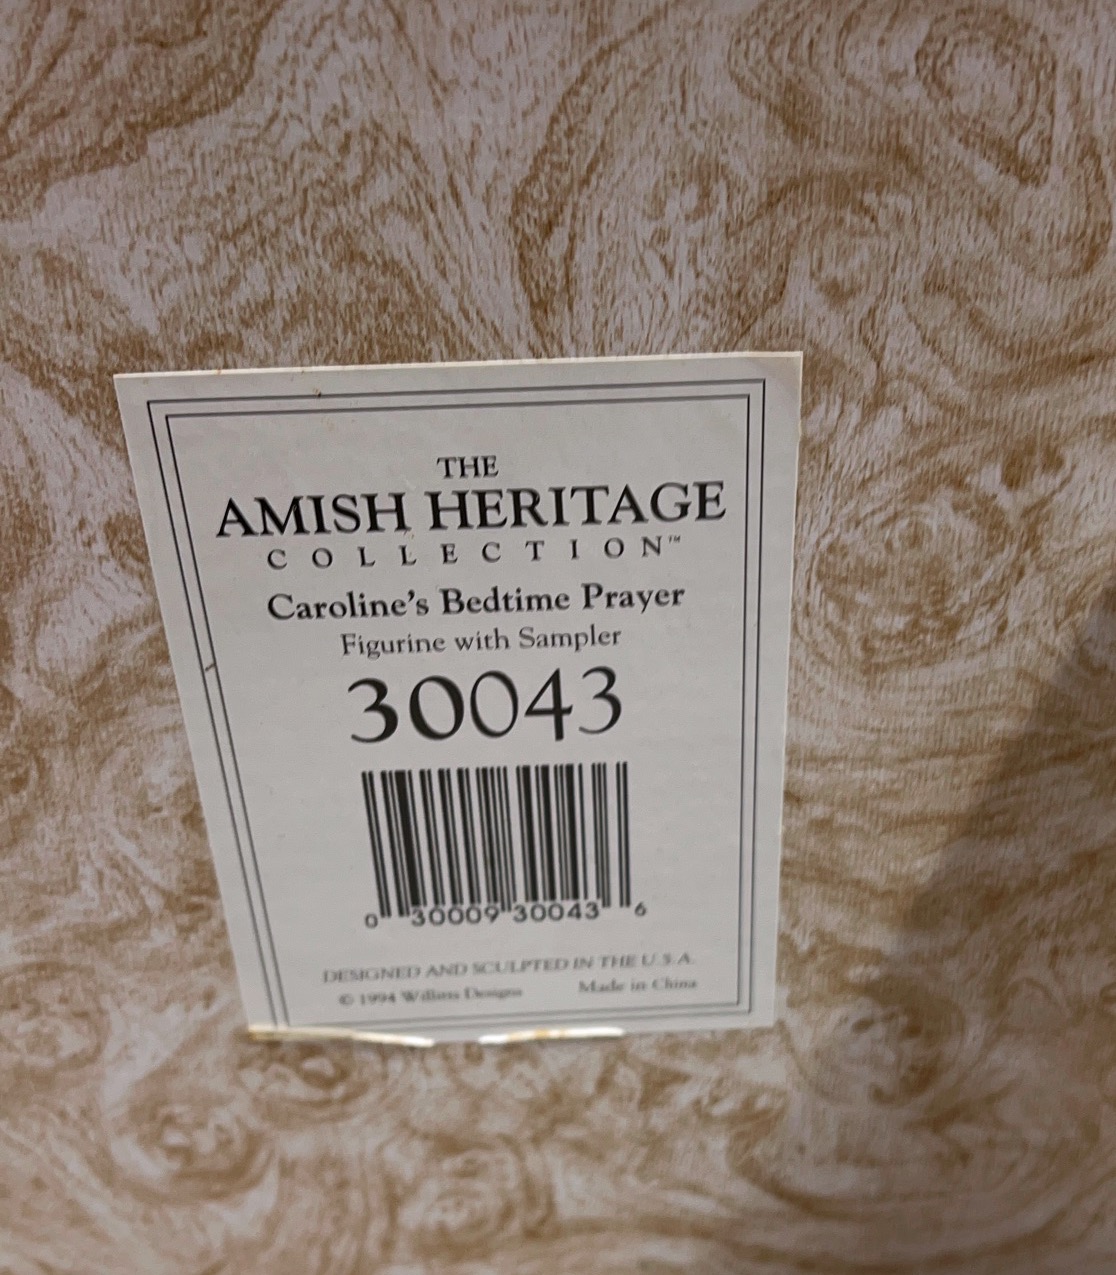 THE
AMISH HERITAGE
COLLECTION™
Caroline's Bedtime Prayer
Figurine with Sampler
30043
0 30009 30043 6
DESIGNED AND SCULPTED IN THE U.S.A.
© 1994 Willitts Designs Made in China